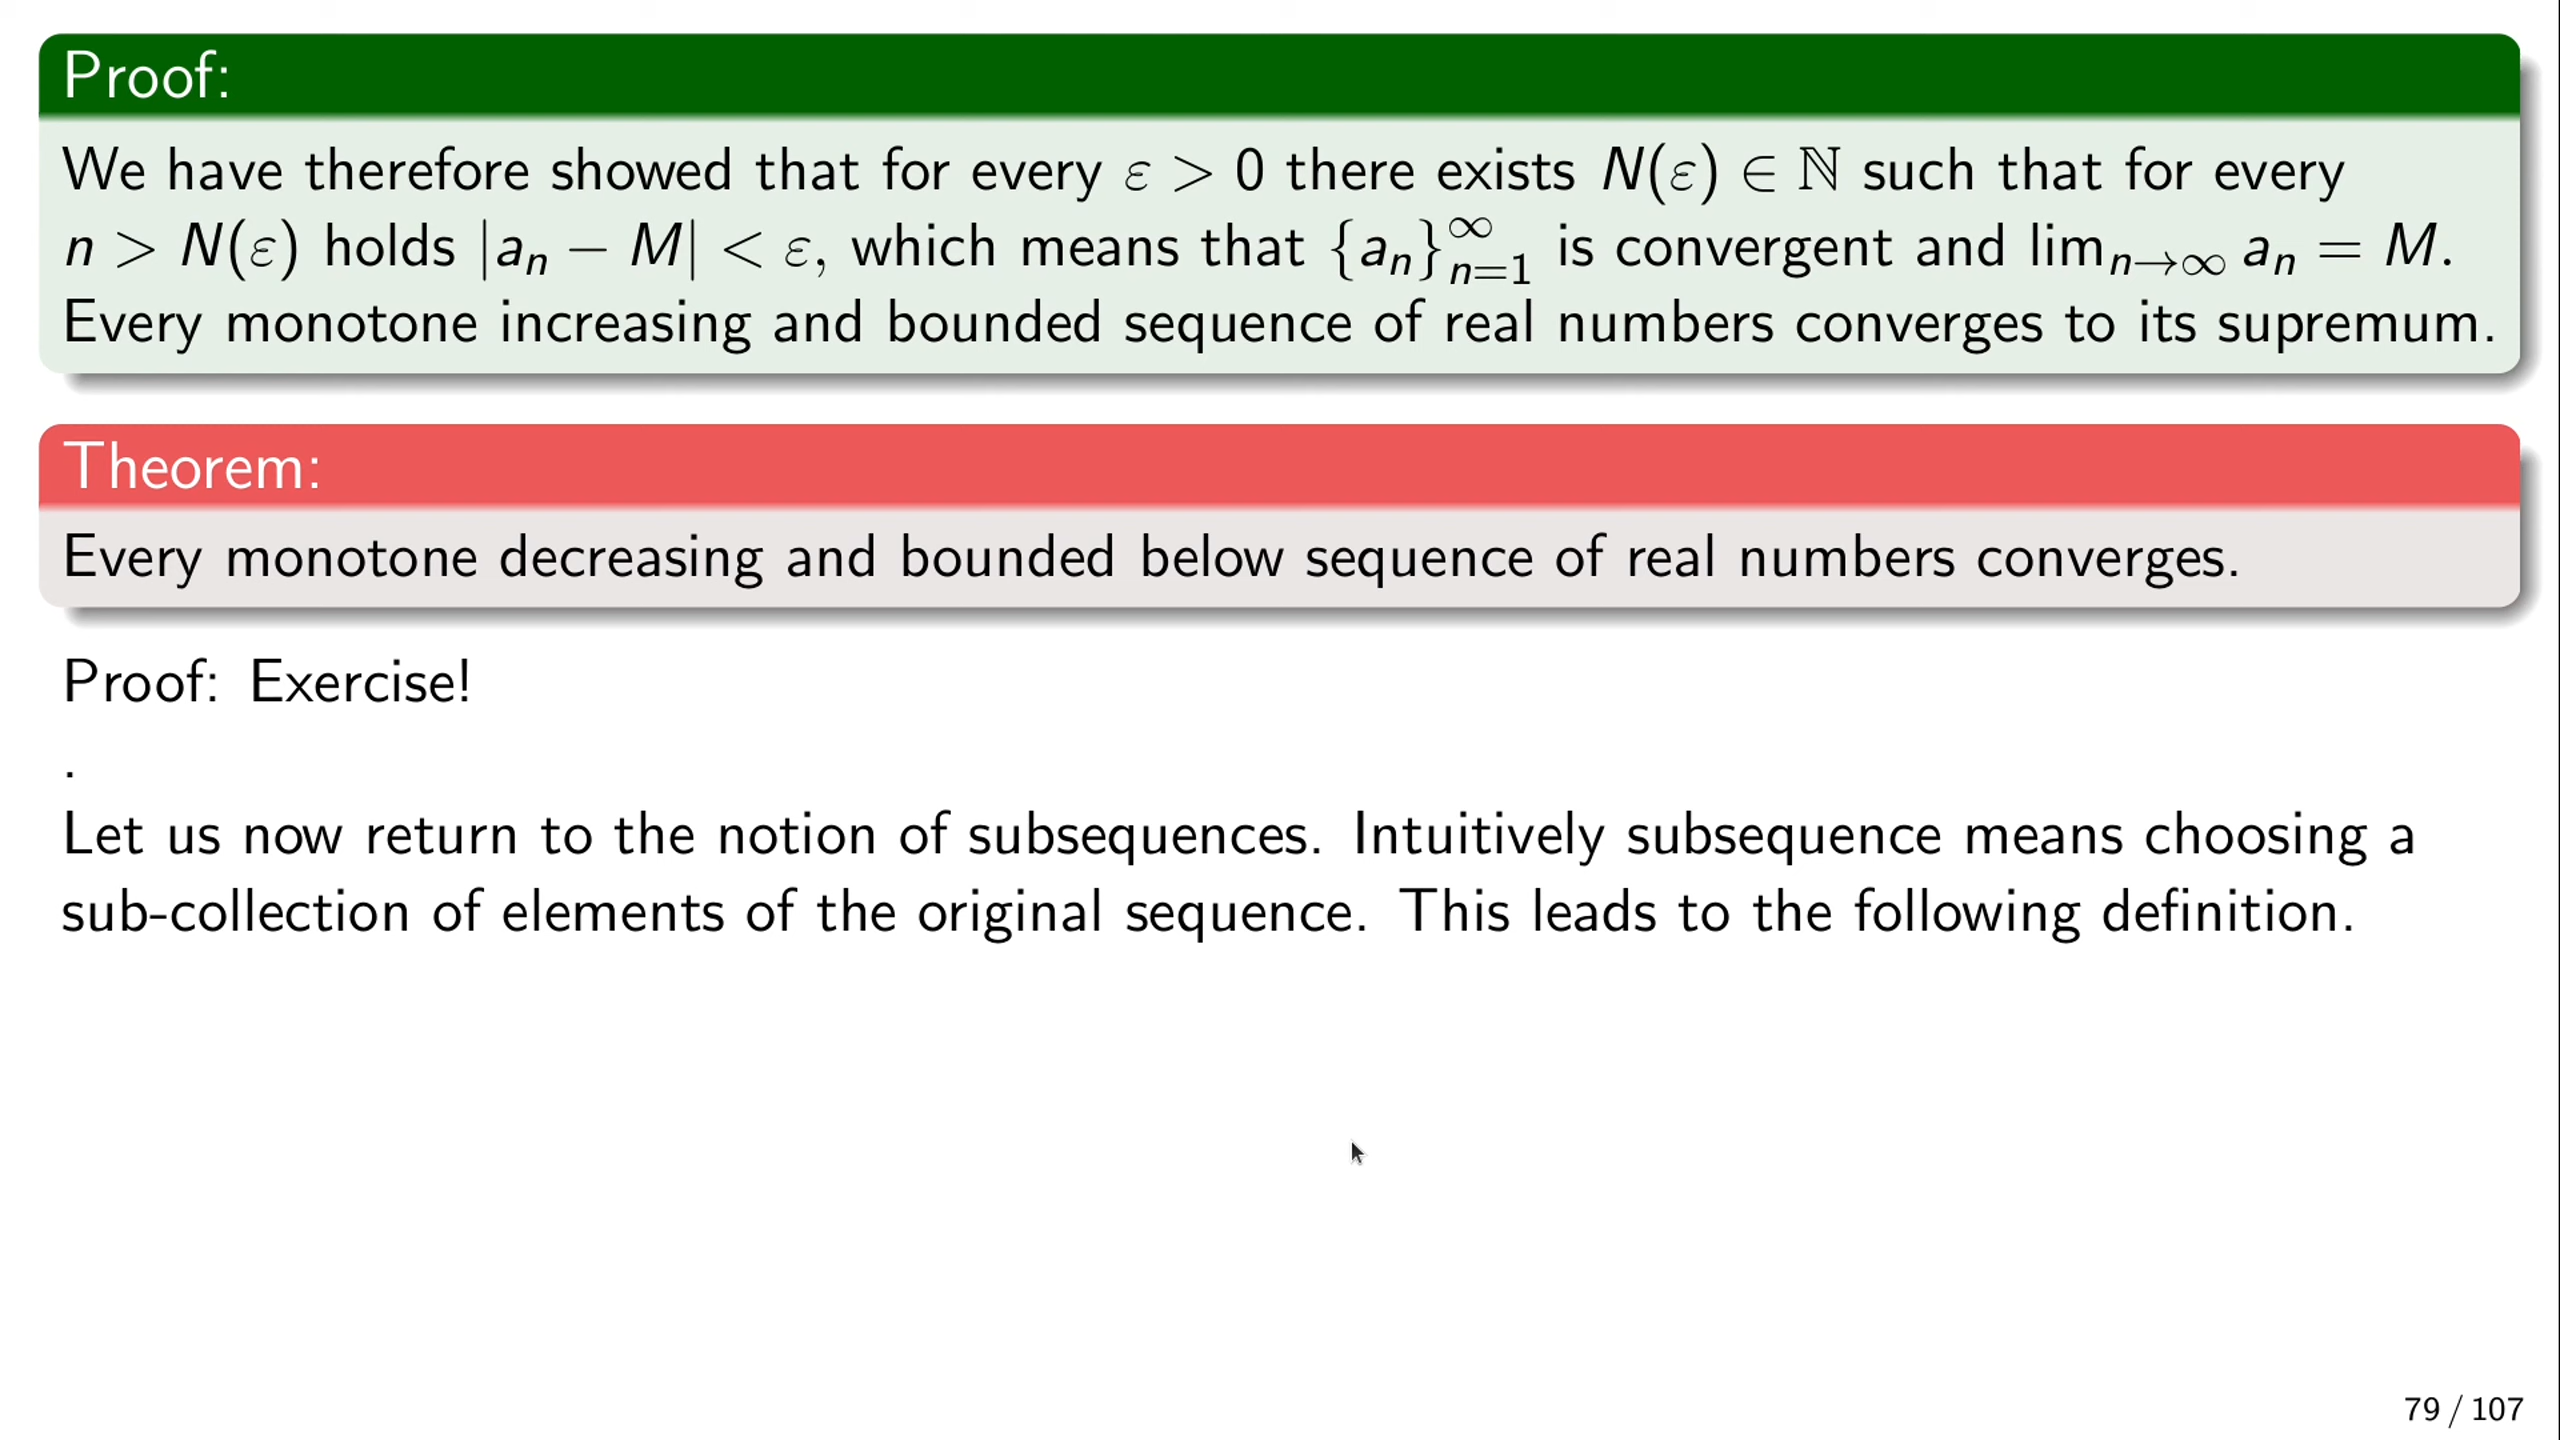 Proof:
We have therefore showed that for every ε > 0 there exists N(ε) ∈ ℕ such that for every
n > N(ε) holds |aₙ − M| < ε, which means that {aₙ}∞ₙ₌₁ is convergent and limₙ→∞ aₙ = M.
Every monotone increasing and bounded sequence of real numbers converges to its supremum.
Theorem:
Every monotone decreasing and bounded below sequence of real numbers converges.
Proof: Exercise!
.
Let us now return to the notion of subsequences. Intuitively subsequence means choosing a
sub-collection of elements of the original sequence. This leads to the following definition.
79 / 107